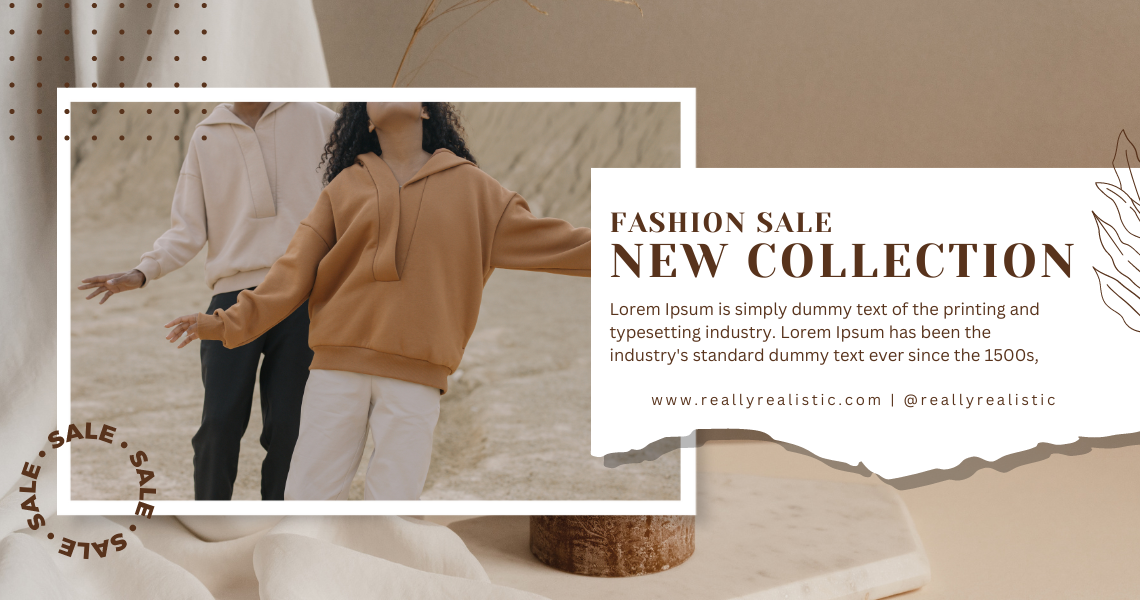 FASHION SALE
NEW COLLECTION
Lorem Ipsum is simply dummy text of the printing and
typesetting industry. Lorem Ipsum has been the
industry's standard dummy text ever since the 1500s,
www.reallyrealistic.com | @reallyrealistic
SALE • SALE • SALE • SALE • SALE •